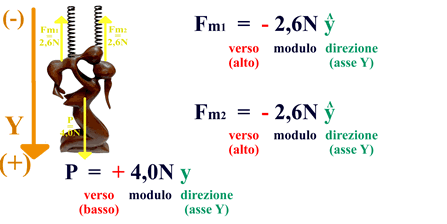 (-)
Fm1
=
2,6N
Fm2
=
2,6N
P
=
4,0N
Y
(+)
Fm1 = - 2,6N ŷ
verso modulo direzione
(alto) (asse Y)
Fm2 = - 2,6N ŷ
verso modulo direzione
(alto) (asse Y)
P = + 4,0N y
verso modulo direzione
(basso) (asse Y)